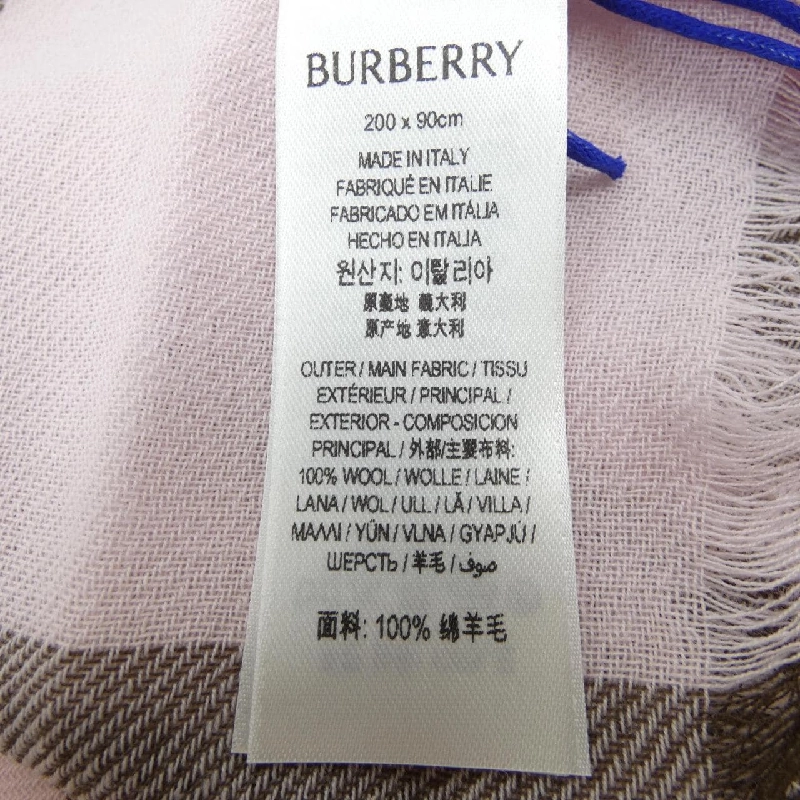 BURBERRY
200 x 90cm
MADE IN ITALY
FABRIQUÉ EN ITALIE
FABRICADO EM ITÁLIA
HECHO EN ITALIA
원산지: 이탈리아
原產地 義大利
原产地 意大利
OUTER / MAIN FABRIC / TISSU
EXTÉRIEUR / PRINCIPAL /
EXTERIOR - COMPOSICION
PRINCIPAL / 外部/主要布料:
100% WOOL / WOLLE / LAINE /
LANA / WOL / ULL / LÃ / VILLA /
ΜΑΛΛΙ / YÜN / VLNA / GYAPJÚ /
ШЕРСТЬ / 羊毛 / صوف
面料: 100% 绵羊毛